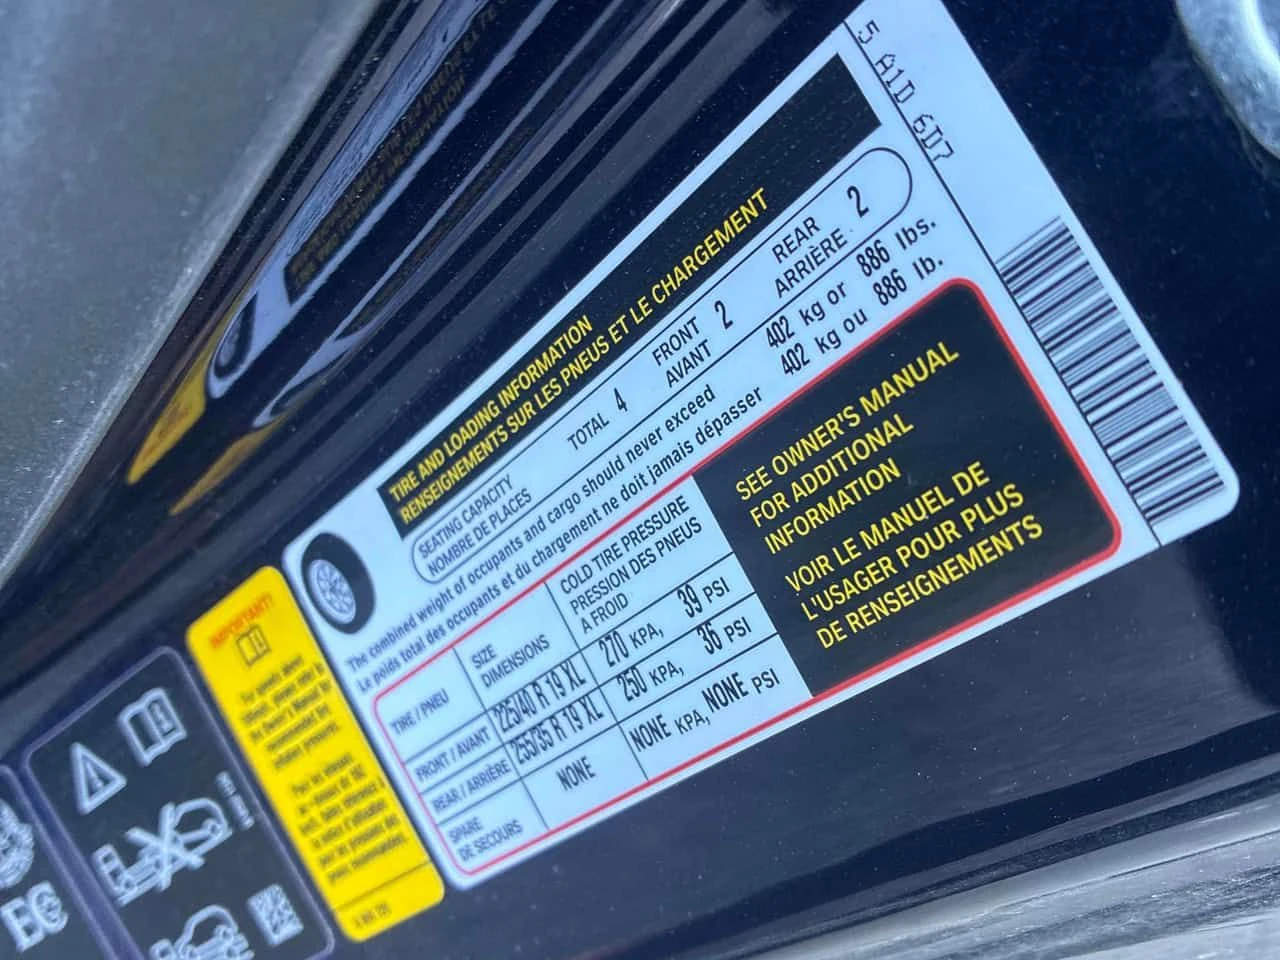 5 A1D 6D7
TIRE AND LOADING INFORMATION
RENSEIGNEMENTS SUR LES PNEUS ET LE CHARGEMENT
SEATING CAPACITY
NOMBRE DE PLACES
TOTAL 4
FRONT
AVANT 2
REAR
ARRIÈRE 2
The combined weight of occupants and cargo should never exceed 402 kg or 886 lbs.
Le poids total des occupants et du chargement ne doit jamais dépasser 402 kg ou 886 lb.
TIRE / PNEU
SIZE
DIMENSIONS
COLD TIRE PRESSURE
PRESSION DES PNEUS
A FROID
FRONT / AVANT 225/40 R 19 XL 270 KPA, 39 PSI
REAR / ARRIÈRE 255/35 R 19 XL 250 KPA, 36 PSI
SPARE
DE SECOURS NONE NONE KPA, NONE PSI
SEE OWNER'S MANUAL
FOR ADDITIONAL
INFORMATION
VOIR LE MANUEL DE
L'USAGER POUR PLUS
DE RENSEIGNEMENTS
IMPORTANT!